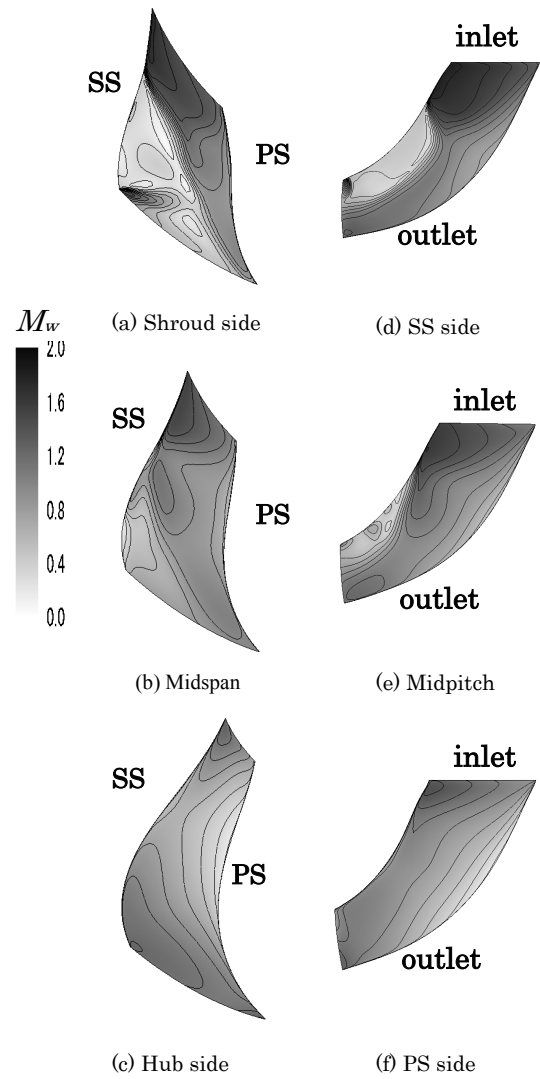 inlet
SS
PS
outlet
(a) Shroud side
(d) SS side
Mw
2.0
1.6
1.2
0.8
0.4
0.0
inlet
SS
PS
outlet
(b) Midspan
(e) Midpitch
inlet
SS
PS
outlet
(c) Hub side
(f) PS side